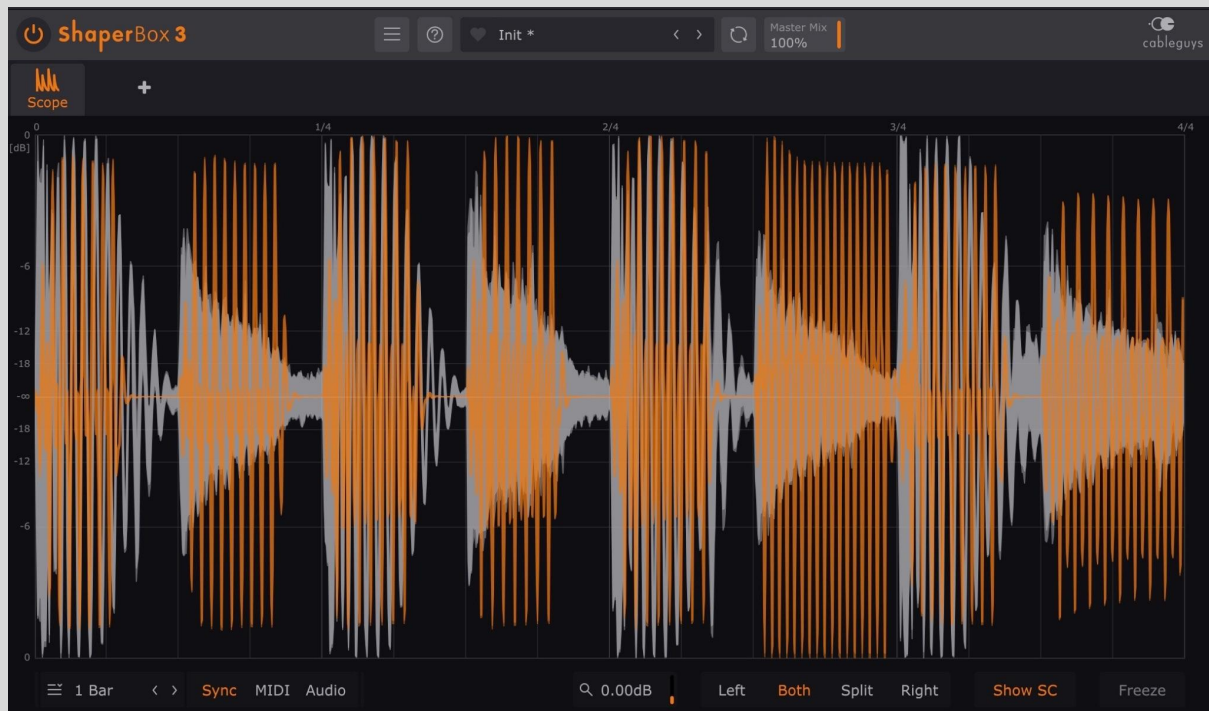 ShaperBox 3
Init *
Master Mix
100%
cableguys
Scope
0 1/4 2/4 3/4 4/4
0
[dB]
-6
-12
-18
-∞
-18
-12
-6
0
1 Bar
Sync MIDI Audio
0.00dB
Left Both Split Right
Show SC
Freeze